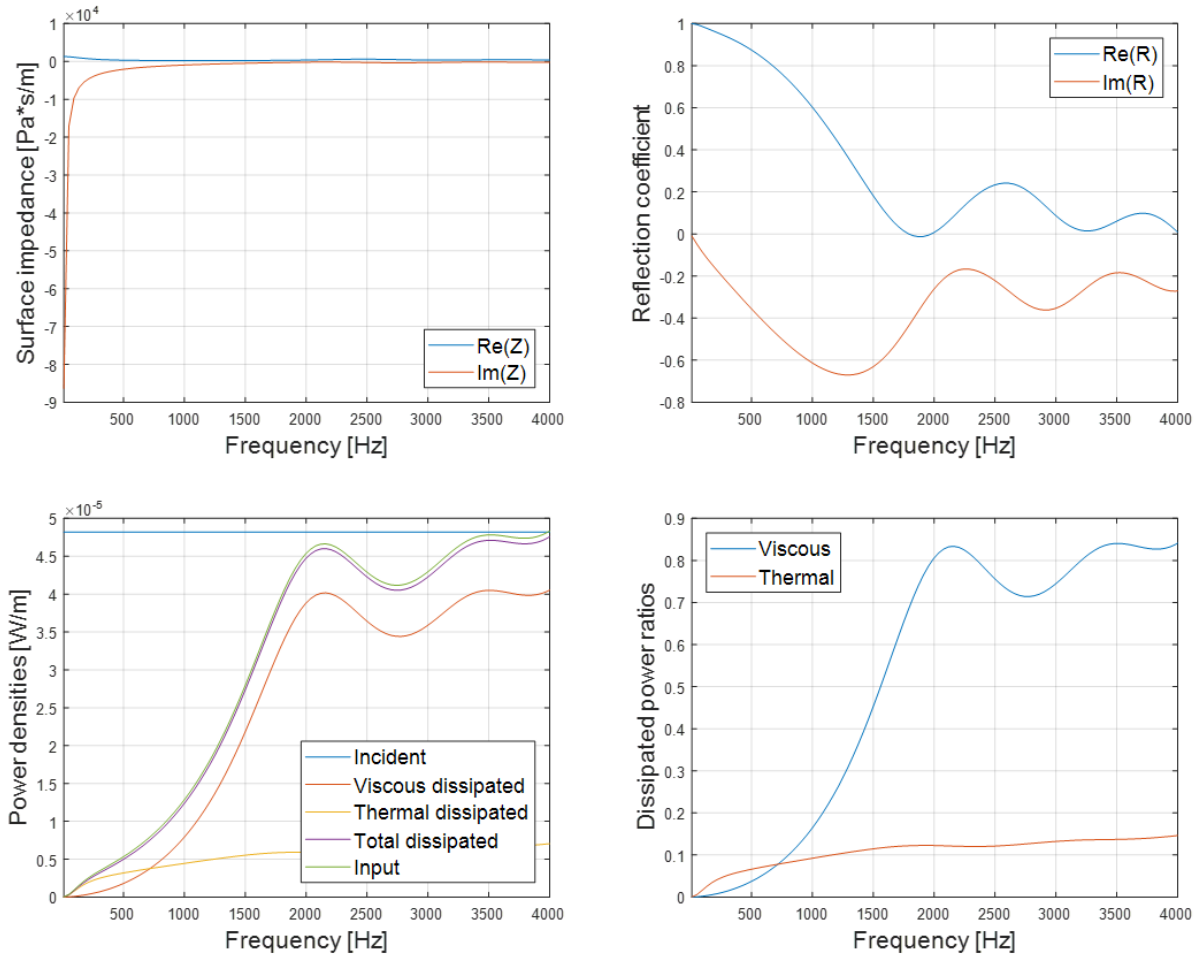 ×10^4
1
0
-1
-2
-3
-4
-5
-6
-7
-8
-9
Surface impedance [Pa*s/m]
Re(Z)
Im(Z)
500 1000 1500 2000 2500 3000 3500 4000
Frequency [Hz]
1
0.8
0.6
0.4
0.2
0
-0.2
-0.4
-0.6
-0.8
Reflection coefficient
Re(R)
Im(R)
500 1000 1500 2000 2500 3000 3500 4000
Frequency [Hz]
×10^-5
5
4.5
4
3.5
3
2.5
2
1.5
1
0.5
0
Power densities [W/m]
Incident
Viscous dissipated
Thermal dissipated
Total dissipated
Input
500 1000 1500 2000 2500 3000 3500 4000
Frequency [Hz]
0.9
0.8
0.7
0.6
0.5
0.4
0.3
0.2
0.1
0
Dissipated power ratios
Viscous
Thermal
500 1000 1500 2000 2500 3000 3500 4000
Frequency [Hz]